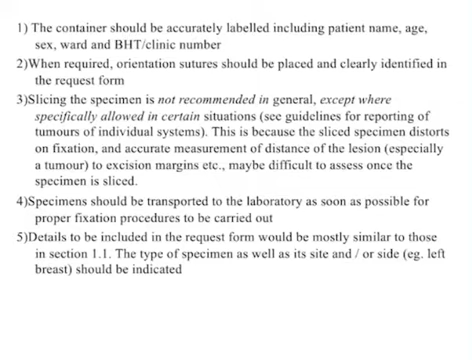 1) The container should be accurately labelled including patient name, age,
sex, ward and BHT/clinic number
2)When required, orientation sutures should be placed and clearly identified in
the request form
3)Slicing the specimen is not recommended in general, except where
specifically allowed in certain situations (see guidelines for reporting of
tumours of individual systems). This is because the sliced specimen distorts
on fixation, and accurate measurement of distance of the lesion (especially
a tumour) to excision margins etc., maybe difficult to assess once the
specimen is sliced.
4)Specimens should be transported to the laboratory as soon as possible for
proper fixation procedures to be carried out
5)Details to be included in the request form would be mostly similar to those
in section 1.1. The type of specimen as well as its site and / or side (eg. left
breast) should be indicated